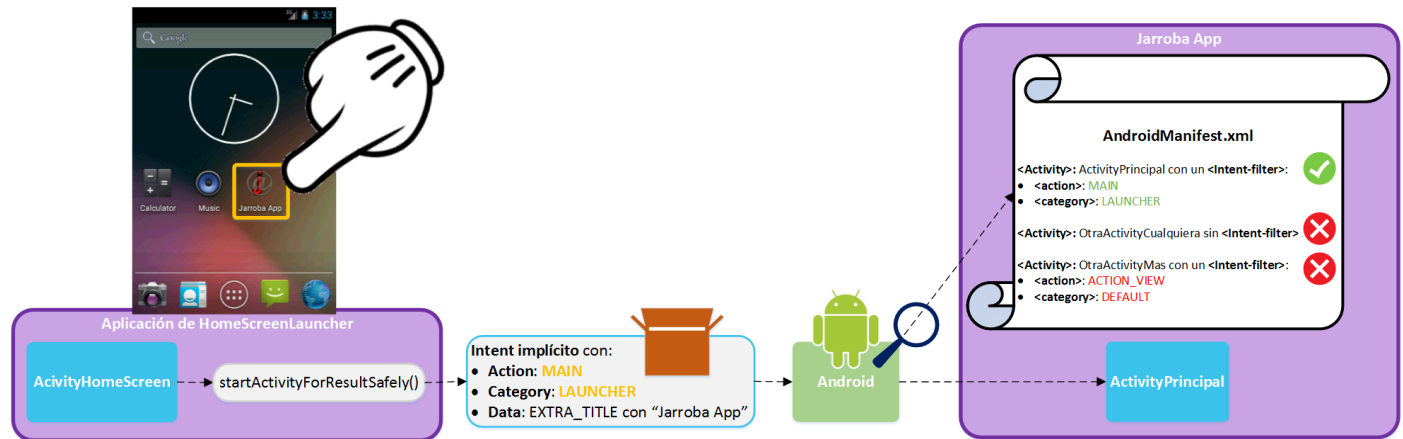 3G 3:33
Google
Calculator
Music
Jarroba App
Aplicación de HomeScreenLauncher
AcivityHomeScreen
startActivityForResultSafely()
Intent implícito con:
• Action: MAIN
• Category: LAUNCHER
• Data: EXTRA_TITLE con “Jarroba App”
Android
Jarroba App
AndroidManifest.xml
<Activity>: ActivityPrincipal con un <Intent-filter>:
• <action>: MAIN
• <category>: LAUNCHER
<Activity>: OtraActivityCualquiera sin <Intent-filter>
<Activity>: OtraActivityMas con un <Intent-filter>:
• <action>: ACTION_VIEW
• <category>: DEFAULT
ActivityPrincipal